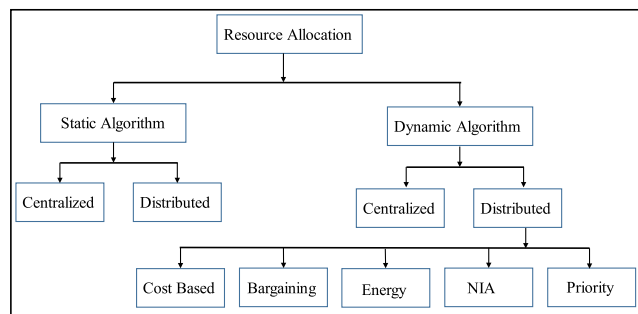 Resource Allocation
Static Algorithm
Dynamic Algorithm
Centralized
Distributed
Centralized
Distributed
Cost Based
Bargaining
Energy
NIA
Priority